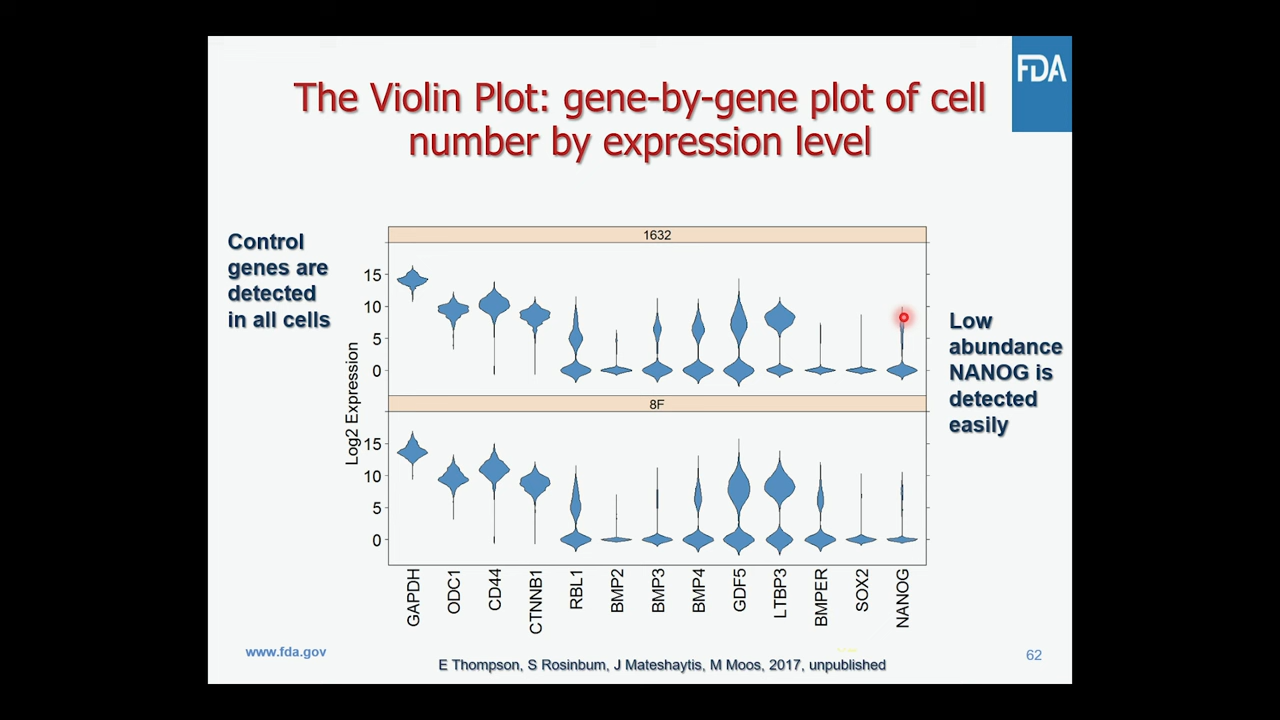 FDA
The Violin Plot: gene-by-gene plot of cell
number by expression level
Control
genes are
detected
in all cells
1632
15
10
5
0
8F
15
10
5
0
Log2 Expression
GAPDH
ODC1
CD44
CTNNB1
RBL1
BMP2
BMP3
BMP4
GDF5
LTBP3
BMPER
SOX2
NANOG
Low
abundance
NANOG is
detected
easily
www.fda.gov
E Thompson, S Rosinbum, J Mateshaytis, M Moos, 2017, unpublished
62